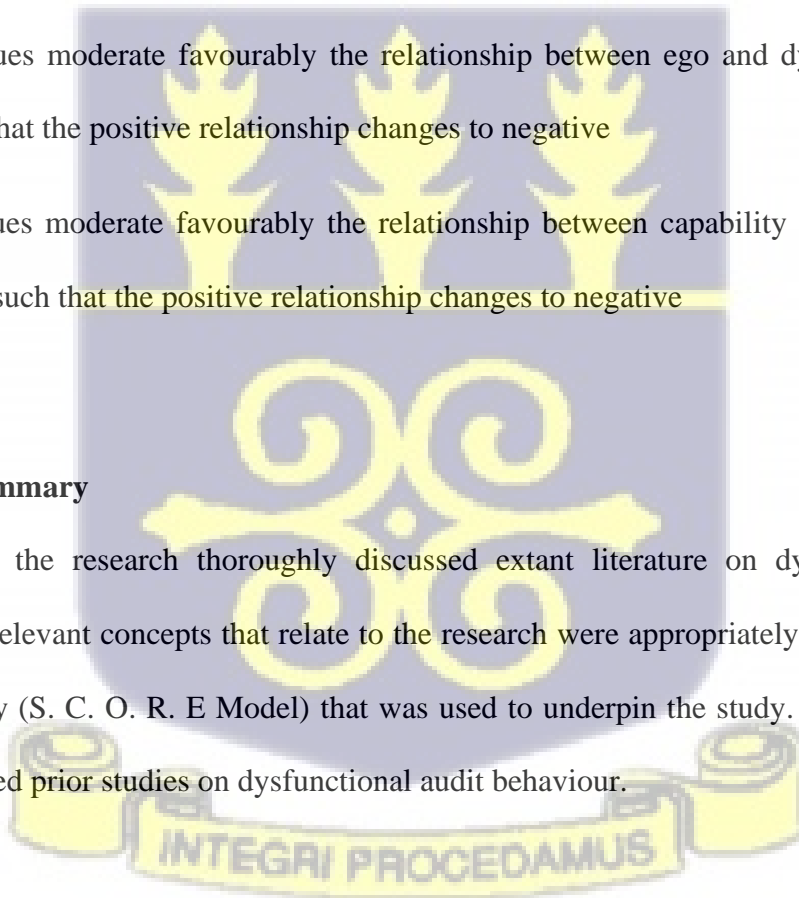 ues moderate favourably the relationship between ego and dy
hat the positive relationship changes to negative
ues moderate favourably the relationship between capability
such that the positive relationship changes to negative
mmary
the research thoroughly discussed extant literature on dy
elevant concepts that relate to the research were appropriately
y (S. C. O. R. E Model) that was used to underpin the study.
ed prior studies on dysfunctional audit behaviour.
INTEGRI PROCEDAMUS